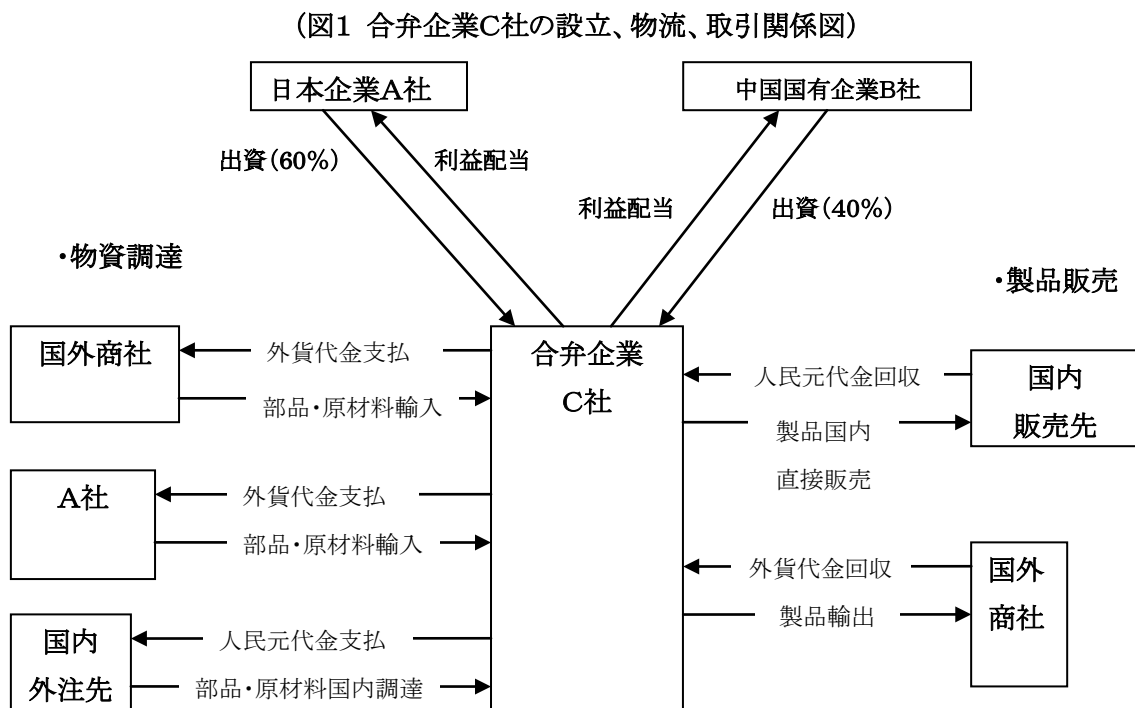 (図1 合弁企業C社の設立、物流、取引関係図)
日本企業A社
中国国有企業B社
出資(60%)
利益配当
利益配当
出資(40%)
・物資調達
・製品販売
国外商社
外貨代金支払
部品・原材料輸入
合弁企業
C社
人民元代金回収
製品国内
直接販売
国内
販売先
A社
外貨代金支払
部品・原材料輸入
外貨代金回収
製品輸出
国外
商社
国内
外注先
人民元代金支払
部品・原材料国内調達